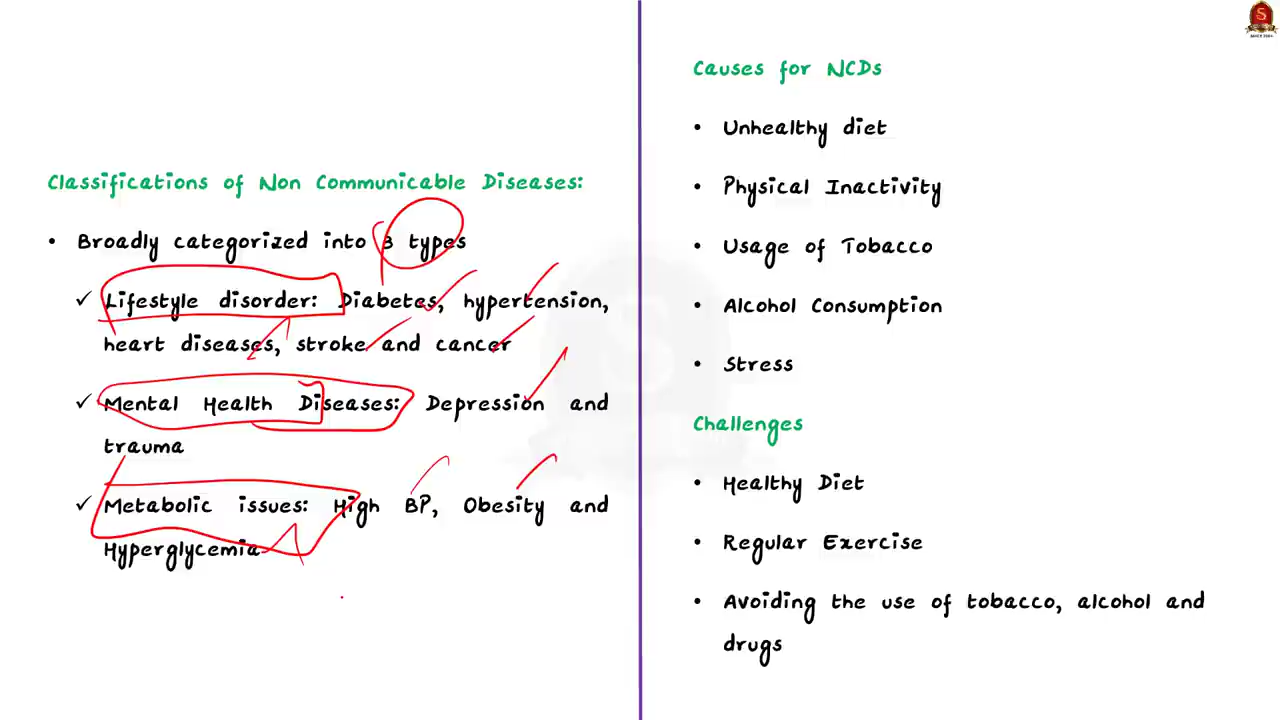 Classifications of Non Communicable Diseases:
• Broadly categorized into 3 types
✓ Lifestyle disorder: Diabetes, hypertension,
heart diseases, stroke and cancer
✓ Mental Health Diseases: Depression and
trauma
✓ Metabolic issues: High BP, Obesity and
Hyperglycemia
Causes for NCDs
• Unhealthy diet
• Physical Inactivity
• Usage of Tobacco
• Alcohol Consumption
• Stress
Challenges
• Healthy Diet
• Regular Exercise
• Avoiding the use of tobacco, alcohol and
drugs
S
SINCE 2004